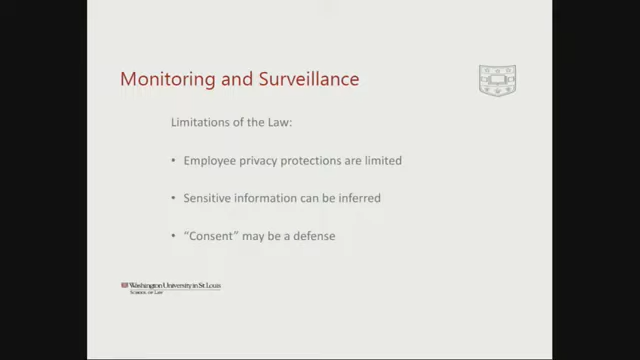 Monitoring and Surveillance
Limitations of the Law:
• Employee privacy protections are limited
• Sensitive information can be inferred
• “Consent” may be a defense
Washington University in St. Louis
SCHOOL OF LAW